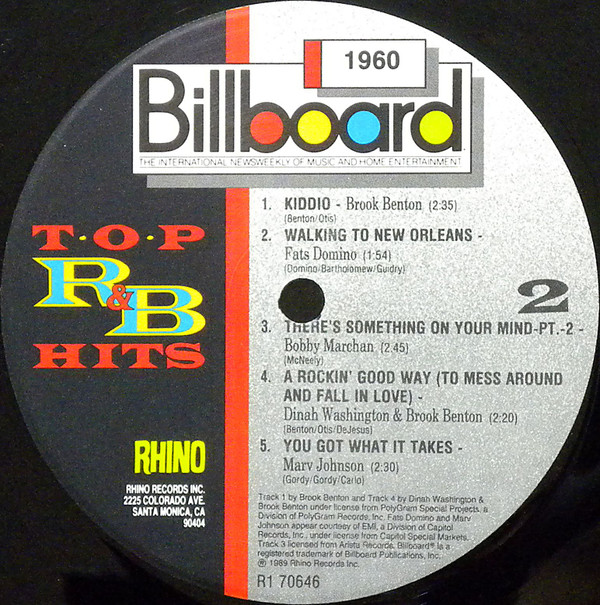 1960
Billboard
THE INTERNATIONAL NEWSWEEKLY OF MUSIC AND HOME ENTERTAINMENT
T·O·P
R&B
HITS
RHINO
RHINO RECORDS INC.
2225 COLORADO AVE.
SANTA MONICA, CA
90404
1. KIDDIO - Brook Benton (2:35)
(Benton/Otis)
2. WALKING TO NEW ORLEANS -
Fats Domino (1:54)
(Domino/Bartholomew/Guidry)
2
3. THERE'S SOMETHING ON YOUR MIND-PT.-2 -
Bobby Marchan (2.45)
(McNeely)
4. A ROCKIN' GOOD WAY (TO MESS AROUND
AND FALL IN LOVE) -
Dinah Washington & Brook Benton (2:20)
(Benton/Otis/DeJesus)
5. YOU GOT WHAT IT TAKES -
Marv Johnson (2:30)
(Gordy/Gordy/Carlo)
Track 1 by Brook Benton and Track 4 by Dinah Washington &
Brook Benton under license from PolyGram Special Projects, a
Division of PolyGram Records, Inc. Fats Domino and Marv
Johnson appear courtesy of EMI, a Division of Capitol
Records, Inc., under license from Capitol Special Markets.
Track 3 licensed from Arista Records. Billboard® is a
registered trademark of Billboard Publications, Inc.
℗ 1989 Rhino Records Inc.
R1 70646